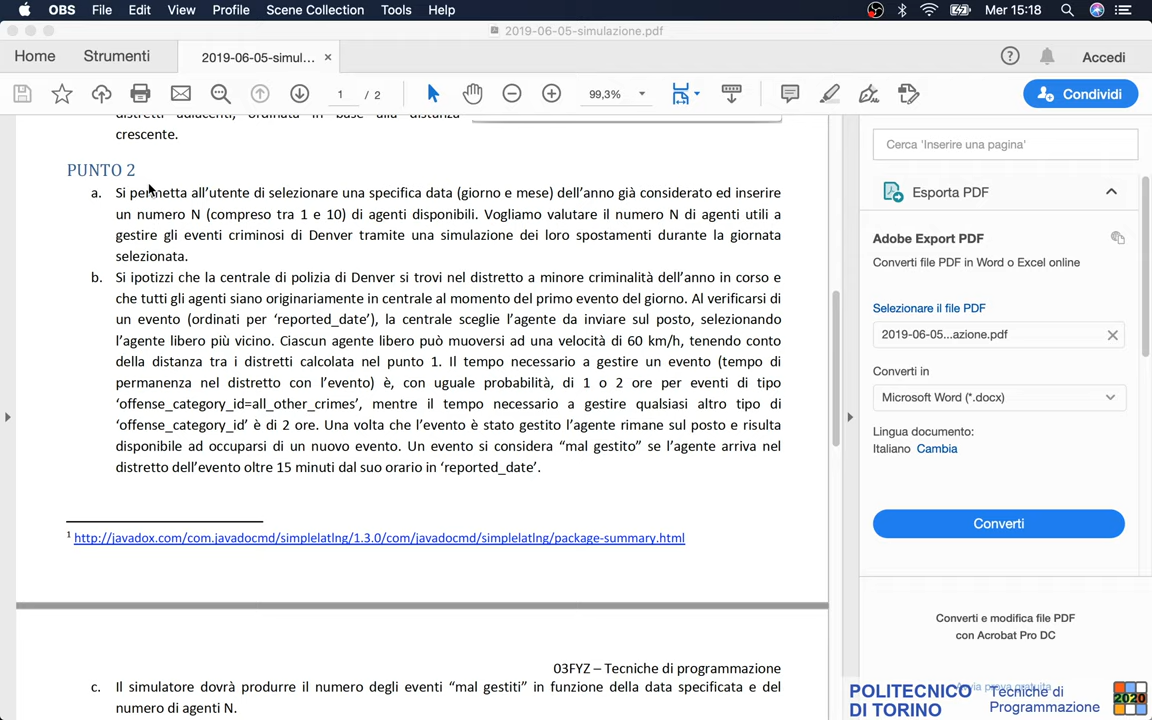 OBS File Edit View Profile Scene Collection Tools Help Mer 15:18
2019-06-05-simulazione.pdf
Home Strumenti 2019-06-05-simul... × Accedi
1 / 2 99,3% Condividi
distretti adiacenti, ordinata in base alla distanza
crescente.
PUNTO 2
a. Si permetta all'utente di selezionare una specifica data (giorno e mese) dell'anno già considerato ed inserire
un numero N (compreso tra 1 e 10) di agenti disponibili. Vogliamo valutare il numero N di agenti utili a
gestire gli eventi criminosi di Denver tramite una simulazione dei loro spostamenti durante la giornata
selezionata.
b. Si ipotizzi che la centrale di polizia di Denver si trovi nel distretto a minore criminalità dell'anno in corso e
che tutti gli agenti siano originariamente in centrale al momento del primo evento del giorno. Al verificarsi di
un evento (ordinati per 'reported_date'), la centrale sceglie l'agente da inviare sul posto, selezionando
l'agente libero più vicino. Ciascun agente libero può muoversi ad una velocità di 60 km/h, tenendo conto
della distanza tra i distretti calcolata nel punto 1. Il tempo necessario a gestire un evento (tempo di
permanenza nel distretto con l'evento) è, con uguale probabilità, di 1 o 2 ore per eventi di tipo
'offense_category_id=all_other_crimes', mentre il tempo necessario a gestire qualsiasi altro tipo di
'offense_category_id' è di 2 ore. Una volta che l'evento è stato gestito l'agente rimane sul posto e risulta
disponibile ad occuparsi di un nuovo evento. Un evento si considera "mal gestito" se l'agente arriva nel
distretto dell'evento oltre 15 minuti dal suo orario in 'reported_date'.
1 http://javadox.com/com.javadocmd/simplelatlng/1.3.0/com/javadocmd/simplelatlng/package-summary.html
03FYZ – Tecniche di programmazione
c. Il simulatore dovrà produrre il numero degli eventi "mal gestiti" in funzione della data specificata e del
numero di agenti N.
Cerca 'Inserire una pagina'
Esporta PDF
Adobe Export PDF
Converti file PDF in Word o Excel online
Selezionare il file PDF
2019-06-05...azione.pdf
Converti in
Microsoft Word (*.docx)
Lingua documento:
Italiano Cambia
Converti
Converti e modifica file PDF
con Acrobat Pro DC
Avvia prova gratuita
POLITECNICO
DI TORINO
Tecniche di
Programmazione
2020